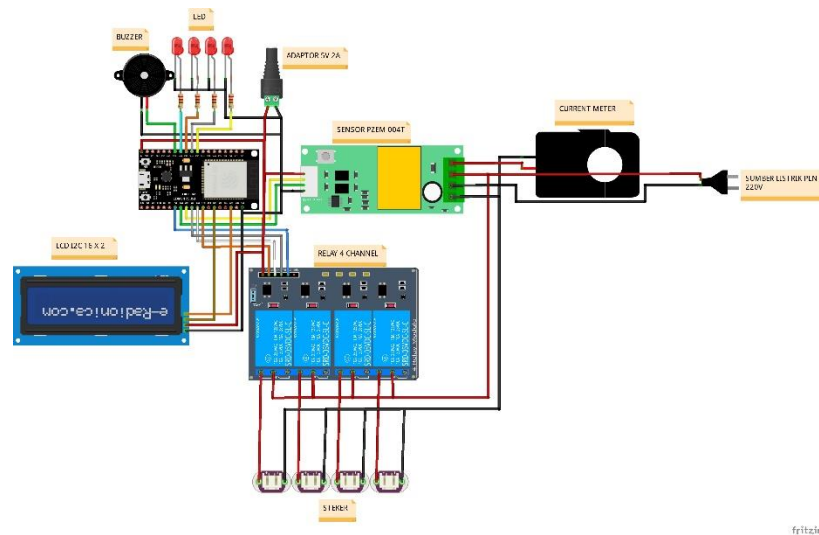 LED
BUZZER
ADAPTOR 5V 2A
SENSOR PZEM 004T
CURRENT METER
SUMBER LISTRIK PLN
220V
LCD I2C 16 X 2
e-Radionica.com
RELAY 4 CHANNEL
STEKER
fritzin